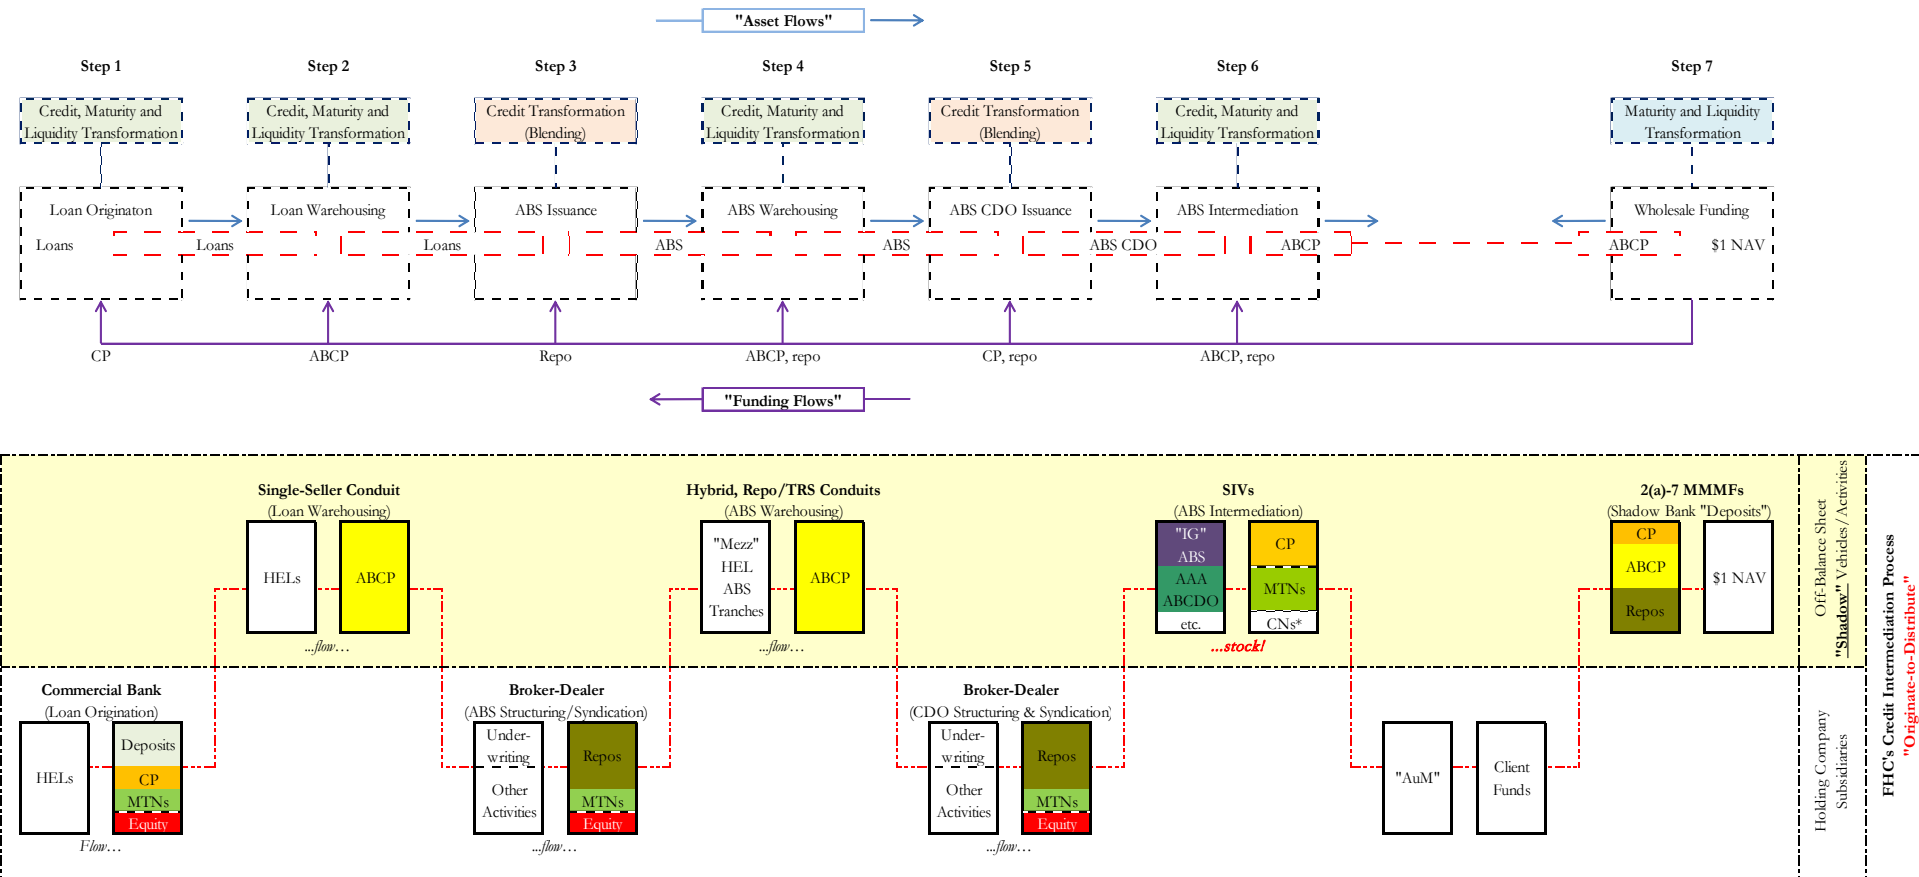 "Asset Flows"
Step 1
Step 2
Step 3
Step 4
Step 5
Step 6
Step 7
Credit, Maturity and
Liquidity Transformation
Credit, Maturity and
Liquidity Transformation
Credit Transformation
(Blending)
Credit, Maturity and
Liquidity Transformation
Credit Transformation
(Blending)
Credit, Maturity and
Liquidity Transformation
Maturity and Liquidity
Transformation
Loan Originaton
Loan Warehousing
ABS Issuance
ABS Warehousing
ABS CDO Issuance
ABS Intermediation
Wholesale Funding
Loans
Loans
Loans
ABS
ABS
ABS CDO
ABCP
ABCP
$1 NAV
CP
ABCP
Repo
ABCP, repo
CP, repo
ABCP, repo
"Funding Flows"
Single-Seller Conduit
(Loan Warehousing)
HELs
ABCP
...flow...
Hybrid, Repo/TRS Conduits
(ABS Warehousing)
"Mezz"
HEL
ABS
Tranches
ABCP
...flow...
SIVs
(ABS Intermediation)
"IG"
ABS
AAA
ABCDO
etc.
CP
MTNs
CNs*
...stock!
2(a)-7 MMMFs
(Shadow Bank "Deposits")
CP
ABCP
Repos
$1 NAV
Off-Balance Sheet
"Shadow" Vehicles/Activities
Commercial Bank
(Loan Origination)
HELs
Deposits
CP
MTNs
Equity
Flow...
Broker-Dealer
(ABS Structuring/Syndication)
Under-
writing
Other
Activities
Repos
MTNs
Equity
...flow...
Broker-Dealer
(CDO Structuring & Syndication)
Under-
writing
Other
Activities
Repos
MTNs
Equity
...flow...
"AuM"
Client
Funds
Holding Company
Subsidiaries
FHC's Credit Intermediation Process
"Originate-to-Distribute"